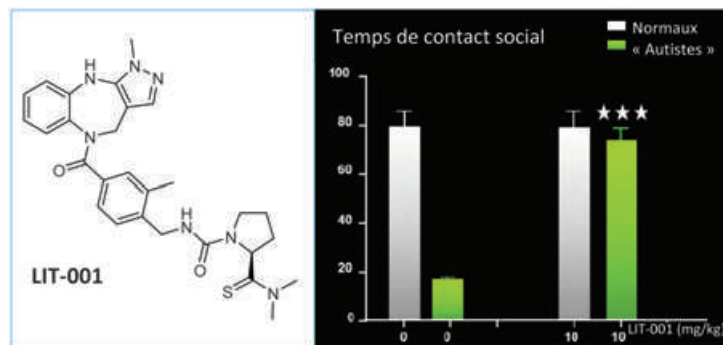 N
H
N
N
N
O
H
N
N
O
S
N
LIT-001
Temps de contact social
Normaux
« Autistes »
100
80
60
40
20
0
★★★
0
0
10
10
LIT-001 (mg/kg)